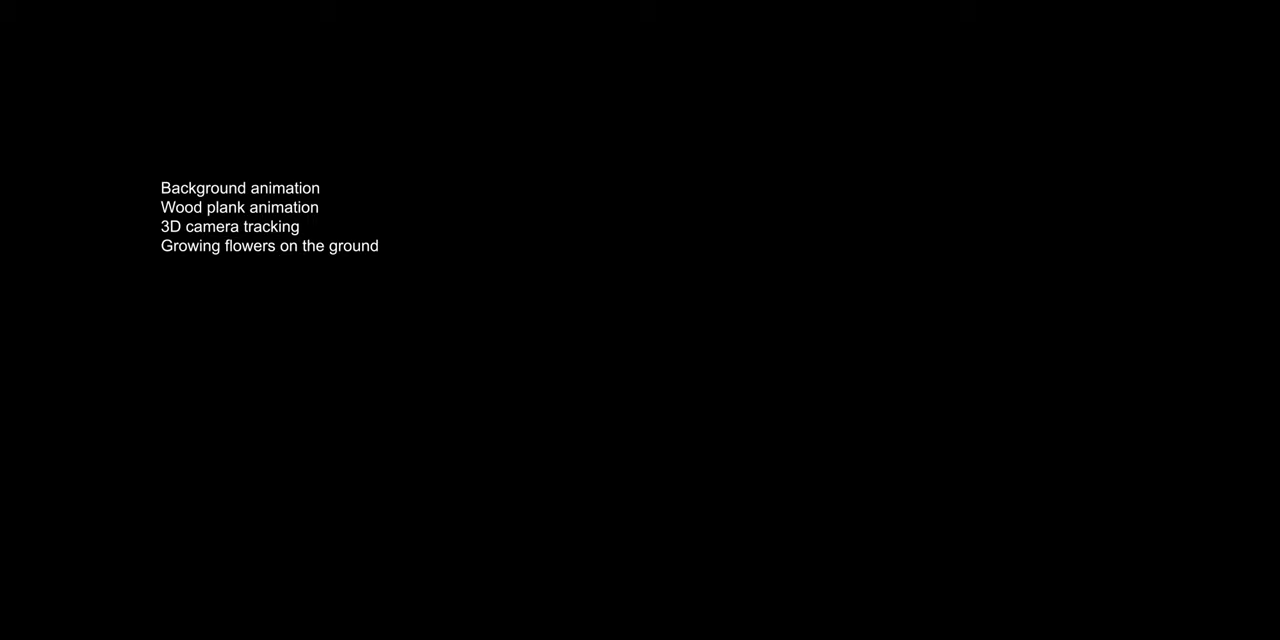 Background animation
Wood plank animation
3D camera tracking
Growing flowers on the ground